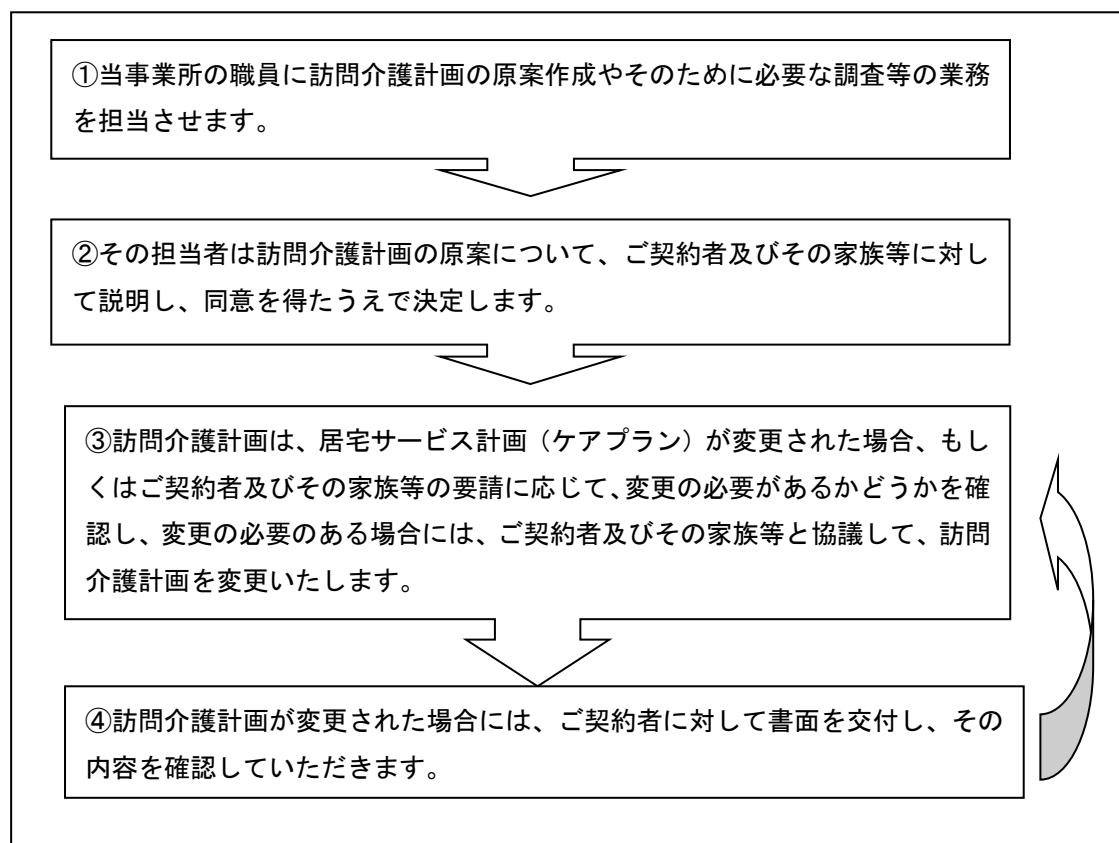 ①当事業所の職員に訪問介護計画の原案作成やそのために必要な調査等の業務
を担当させます。
②その担当者は訪問介護計画の原案について、ご契約者及びその家族等に対し
て説明し、同意を得たうえで決定します。
③訪問介護計画は、居宅サービス計画（ケアプラン）が変更された場合、もし
くはご契約者及びその家族等の要請に応じて、変更の必要があるかどうかを確
認し、変更の必要のある場合には、ご契約者及びその家族等と協議して、訪問
介護計画を変更いたします。
④訪問介護計画が変更された場合には、ご契約者に対して書面を交付し、その
内容を確認していただきます。